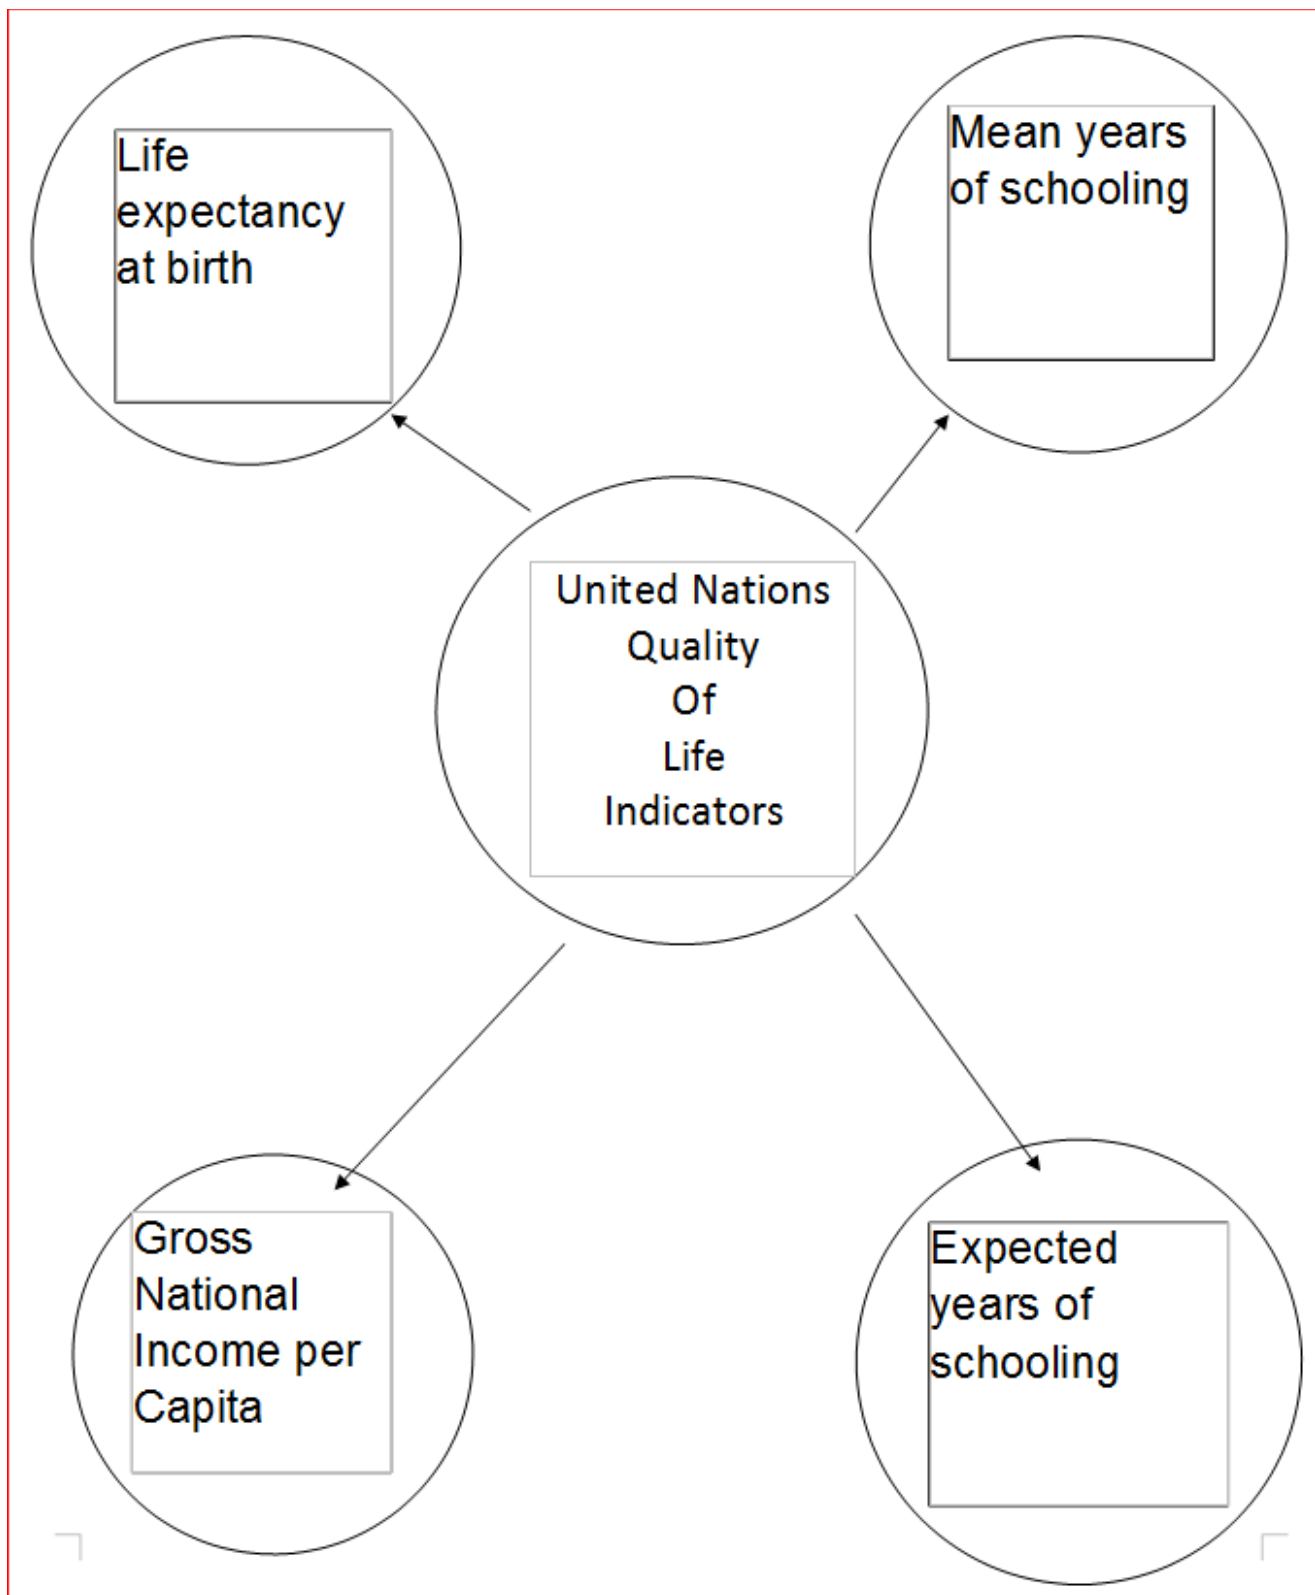 Life
expectancy
at birth
Mean years
of schooling
United Nations
Quality
Of
Life
Indicators
Gross
National
Income per
Capita
Expected
years of
schooling